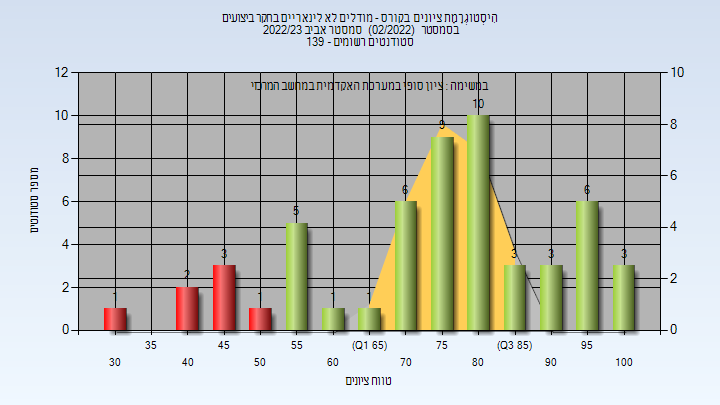 היסטוגרמת ציונים בקורס - מודלים לא לינאריים בחקר ביצועים
בסמסטר (02/2022) סמסטר אביב 2022/23
סטודנטים רשומים - 139
במשימה : ציון סופי במערכת האקדמית במחשב המרכזי
12 10 8 6 4 2 0
מספר סטודנטים
10 8 6 4 2 0
1 2 3 1 5 1 1 6 9 10 3 3 6 3
35 45 55 (Q1 65) 75 (Q3 85) 95
30 40 50 60 70 80 90 100
טווח ציונים